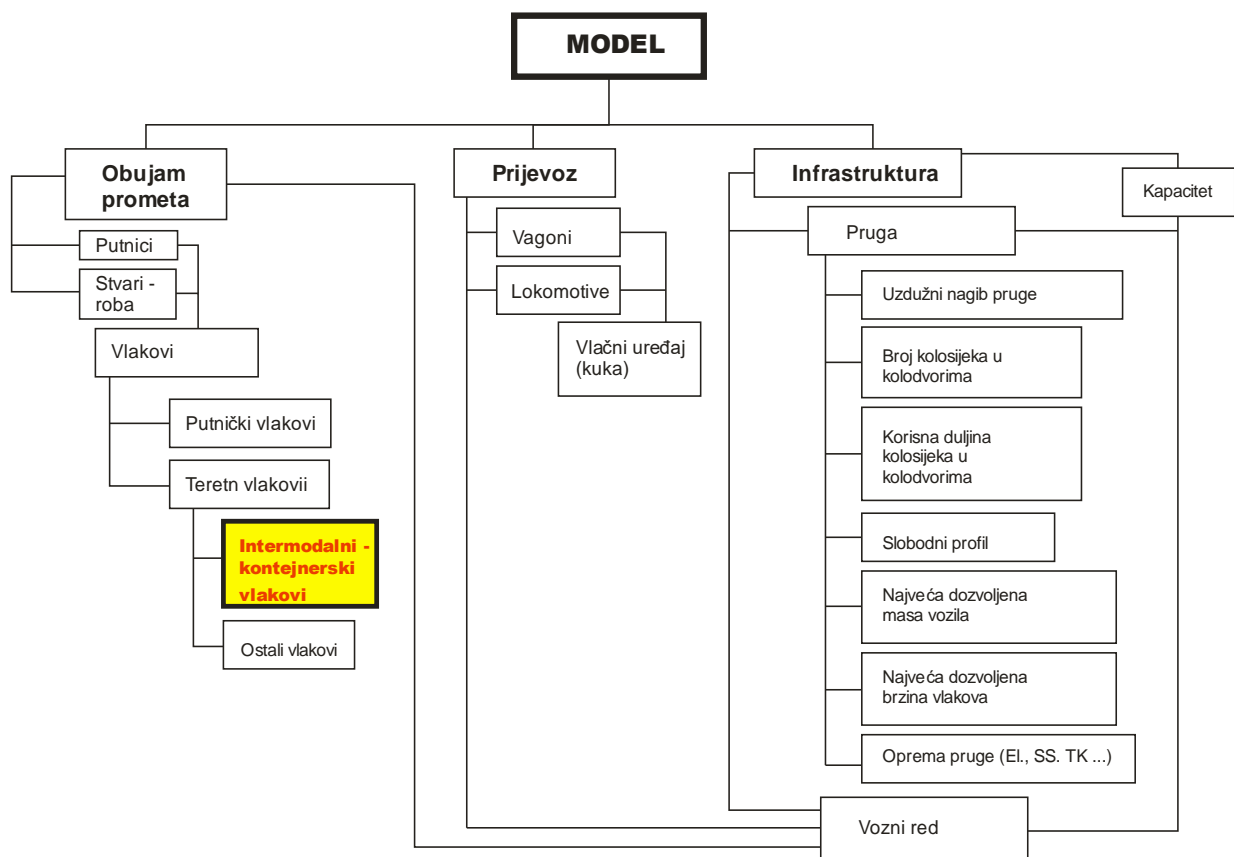 MODEL
Obujam
prometa
Prijevoz
Infrastruktura
Kapacitet
Putnici
Stvari -
roba
Vlakovi
Putnički vlakovi
Teretn vlakovii
Intermodalni -
kontejnerski
vlakovi
Ostali vlakovi
Vagoni
Lokomotive
Vlačni uređaj
(kuka)
Pruga
Uzdužni nagib pruge
Broj kolosijeka u
kolodvorima
Korisna duljina
kolosijeka u
kolodvorima
Slobodni profil
Najveća dozvoljena
masa vozila
Najveća dozvoljena
brzina vlakova
Oprema pruge (El., SS. TK ...)
Vozni red